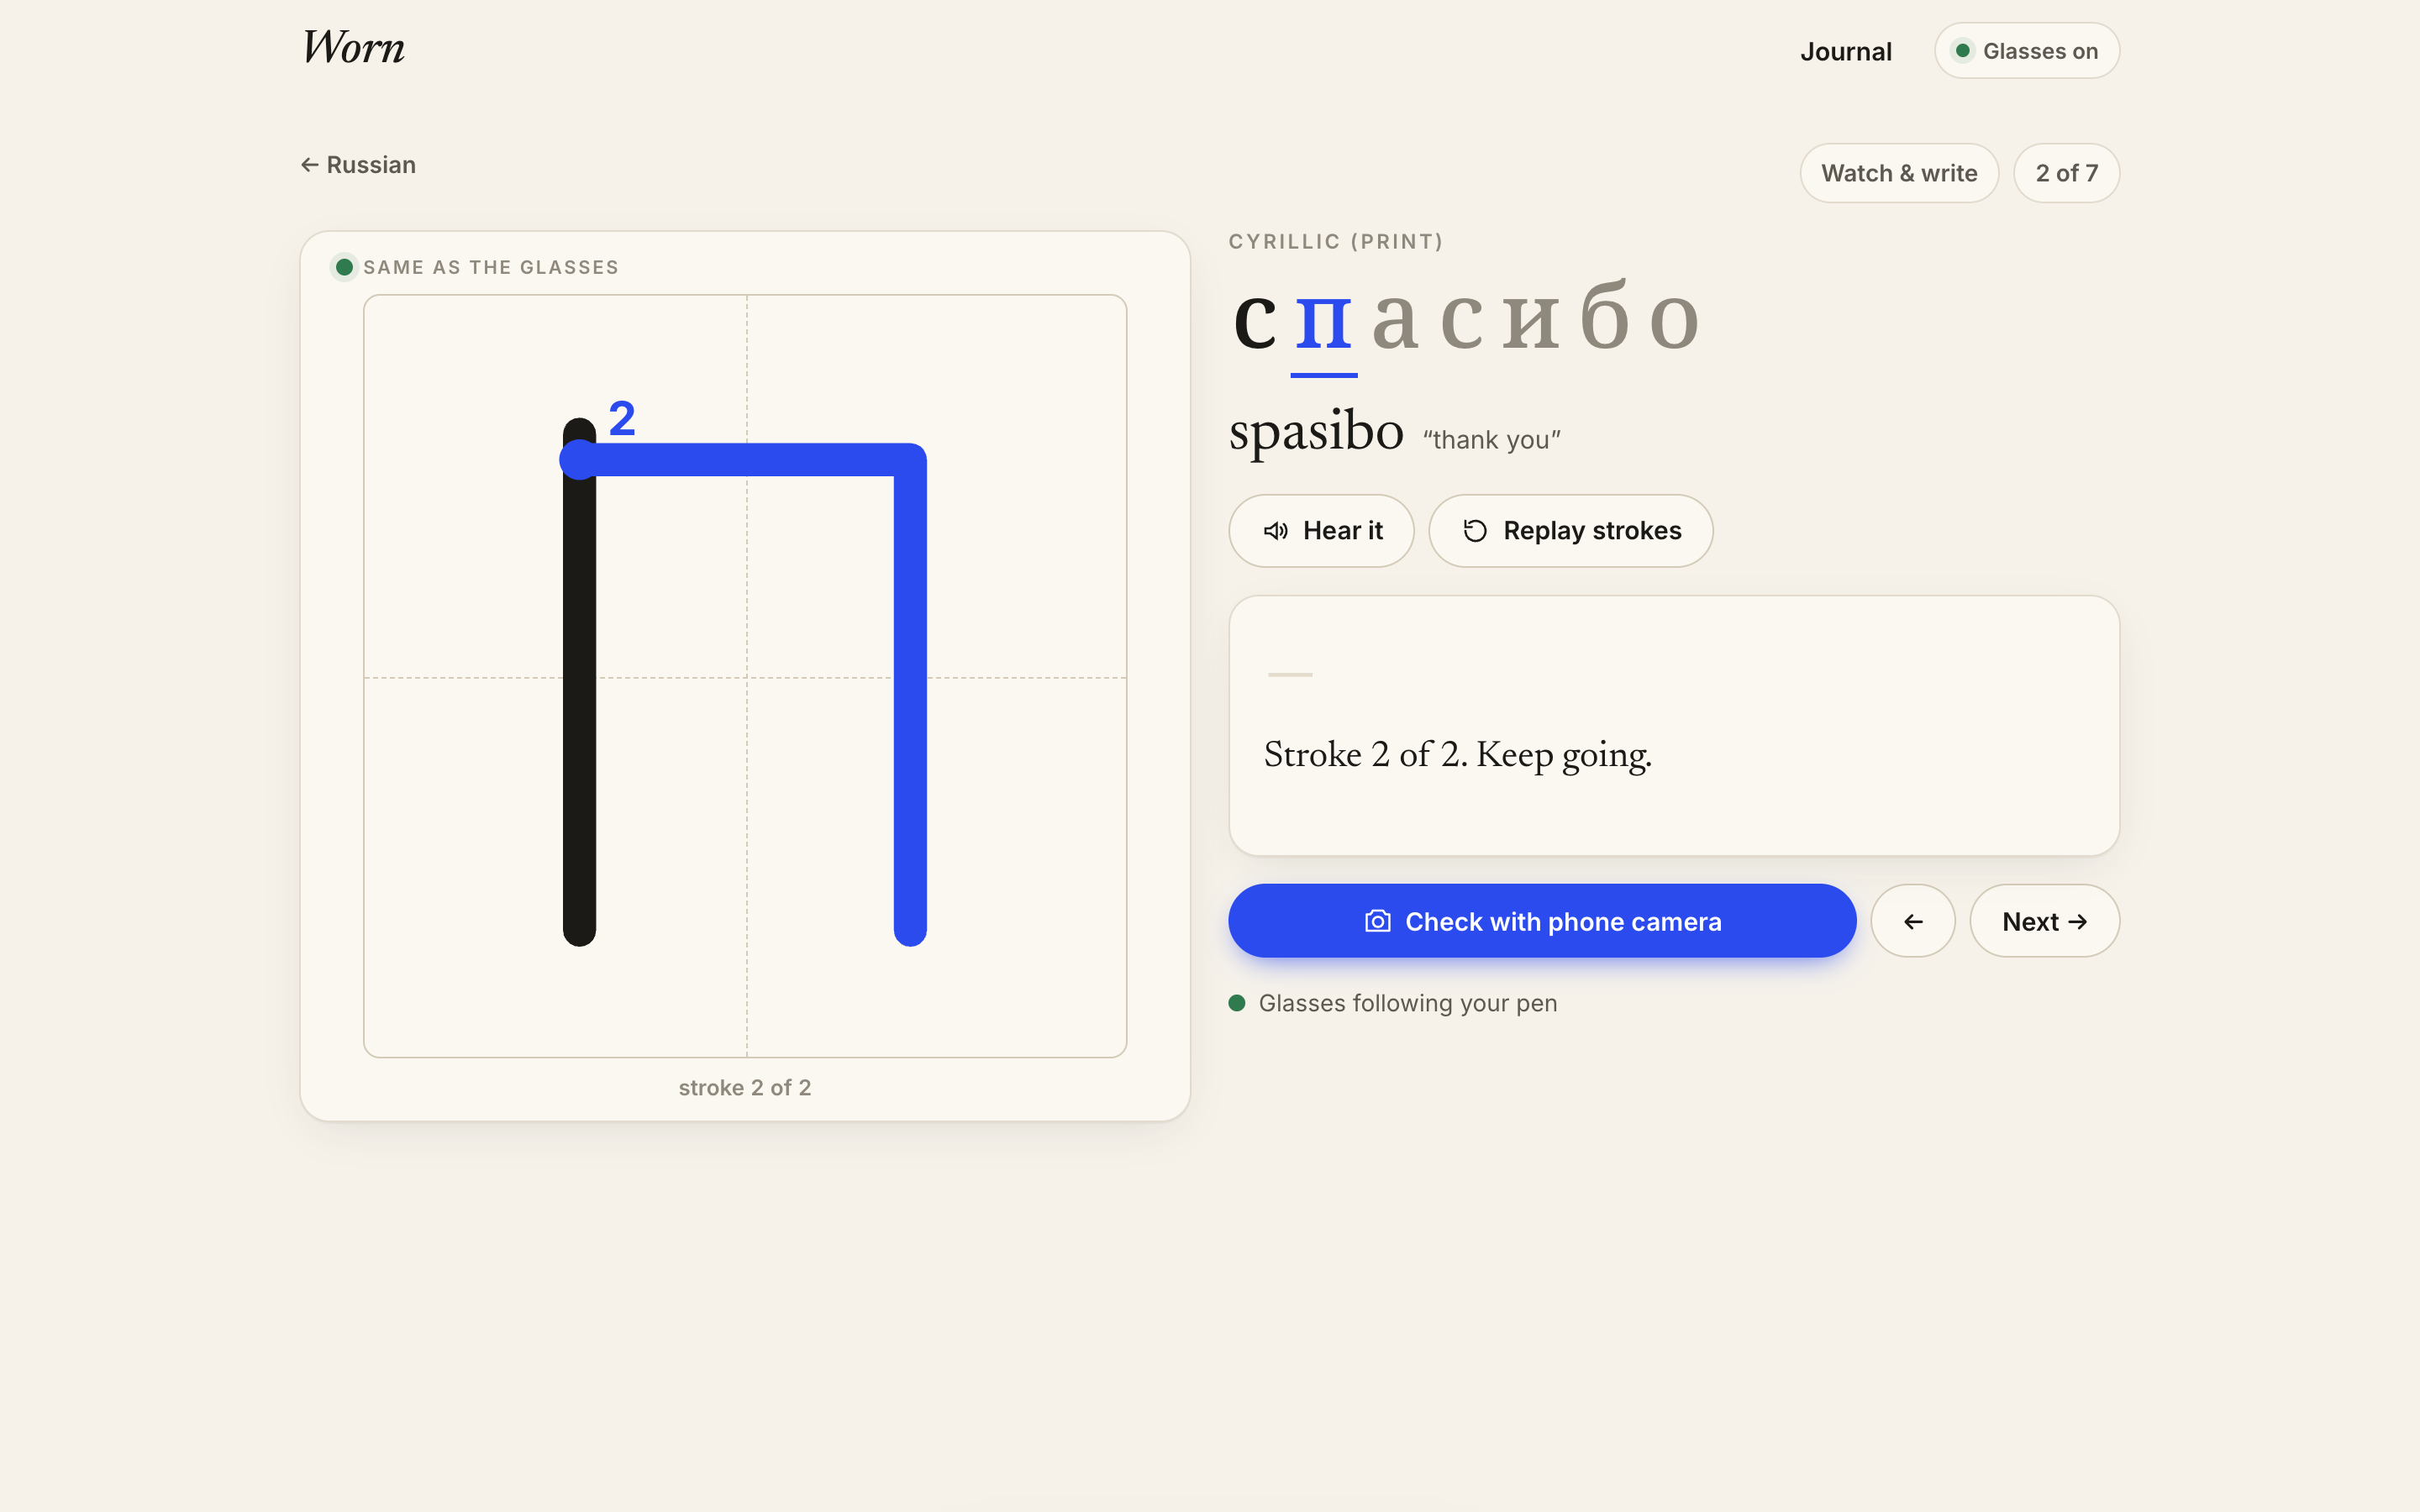 Worn
Journal
Glasses on
← Russian
Watch & write
2 of 7
SAME AS THE GLASSES
2
stroke 2 of 2
CYRILLIC (PRINT)
спасибо
spasibo “thank you”
Hear it
Replay strokes
Stroke 2 of 2. Keep going.
Check with phone camera
←
Next →
Glasses following your pen